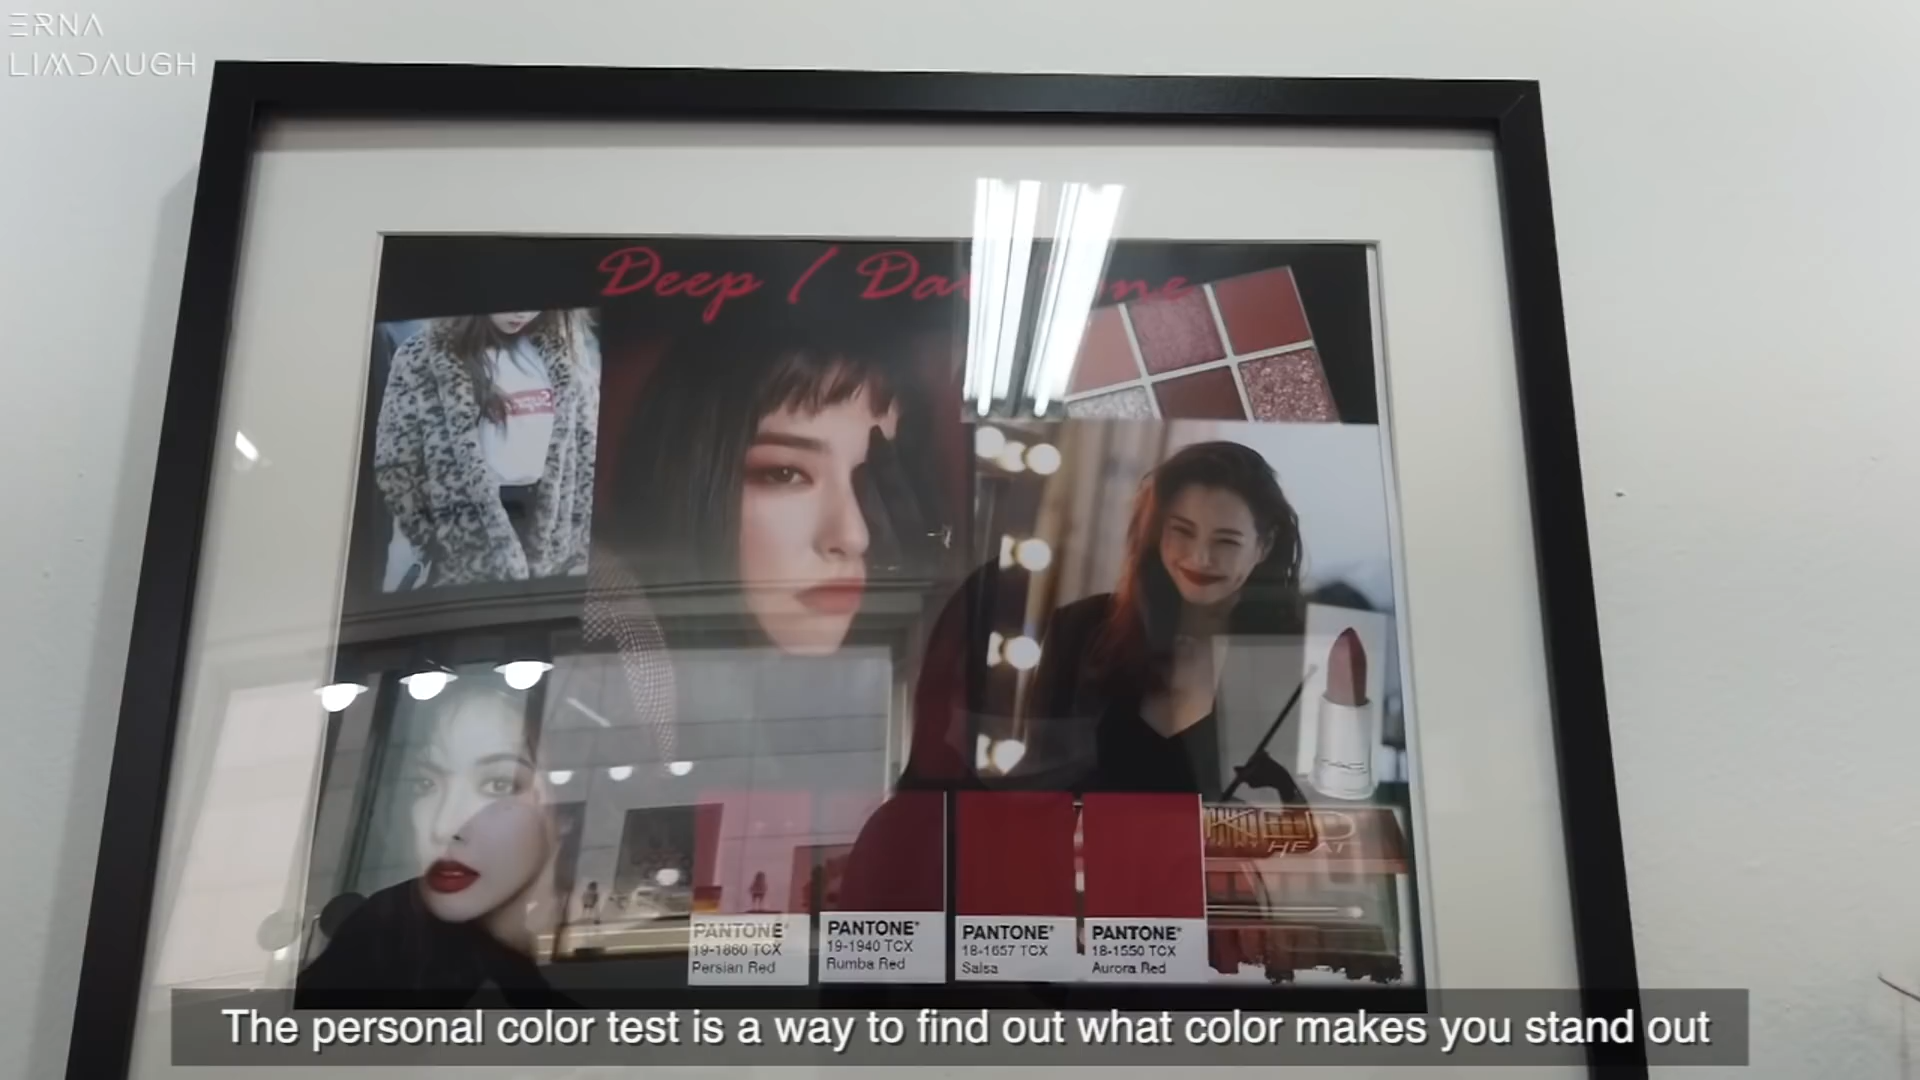 ERNA
LIMDAUGH
Deep / Da
PANTONE®
19-1860 TCX
Persian Red
PANTONE®
19-1940 TCX
Rumba Red
PANTONE®
18-1657 TCX
Salsa
PANTONE®
18-1550 TCX
Aurora Red
HEAT
The personal color test is a way to find out what color makes you stand out